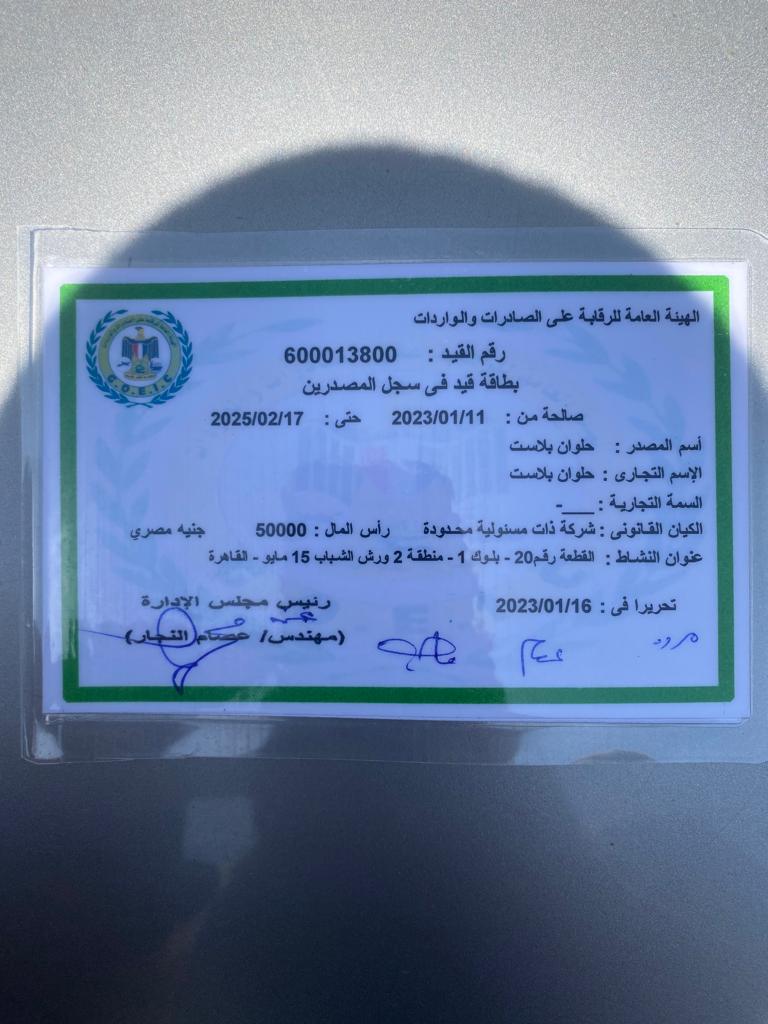 الهيئة العامة للرقابة على الصادرات والواردات
رقم القيد : 600013800
بطاقة قيد فى سجل المصدرين
صالحة من : 2023/01/11 حتى : 2025/02/17
أسم المصدر : حلوان بلاست
الإسم التجارى : حلوان بلاست
السمة التجارية : ___-
الكيان القانونى : شركة ذات مسئولية محدودة رأس المال : 50000 جنيه مصري
عنوان النشاط : القطعة رقم20 - بلوك 1 - منطقة 2 ورش الشباب 15 مايو - القاهرة
تحريرا فى : 2023/01/16
رئيس مجلس الإدارة
(مهندس/ عصام النجار)
G.O.E.I.C